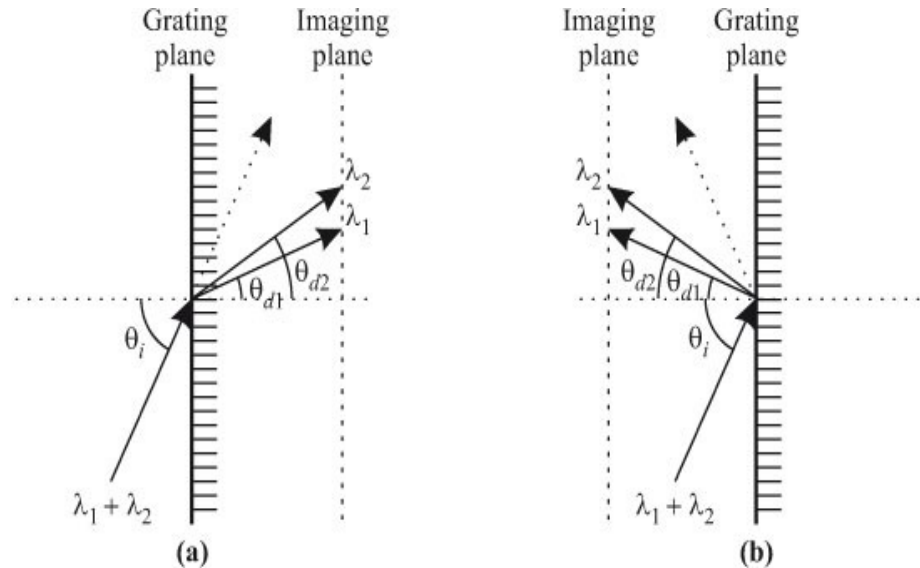 Grating
plane
Imaging
plane
λ₂
λ₁
θd2
θd1
θi
λ₁ + λ₂
(a)
Imaging
plane
Grating
plane
λ₂
λ₁
θd2
θd1
θi
λ₁ + λ₂
(b)